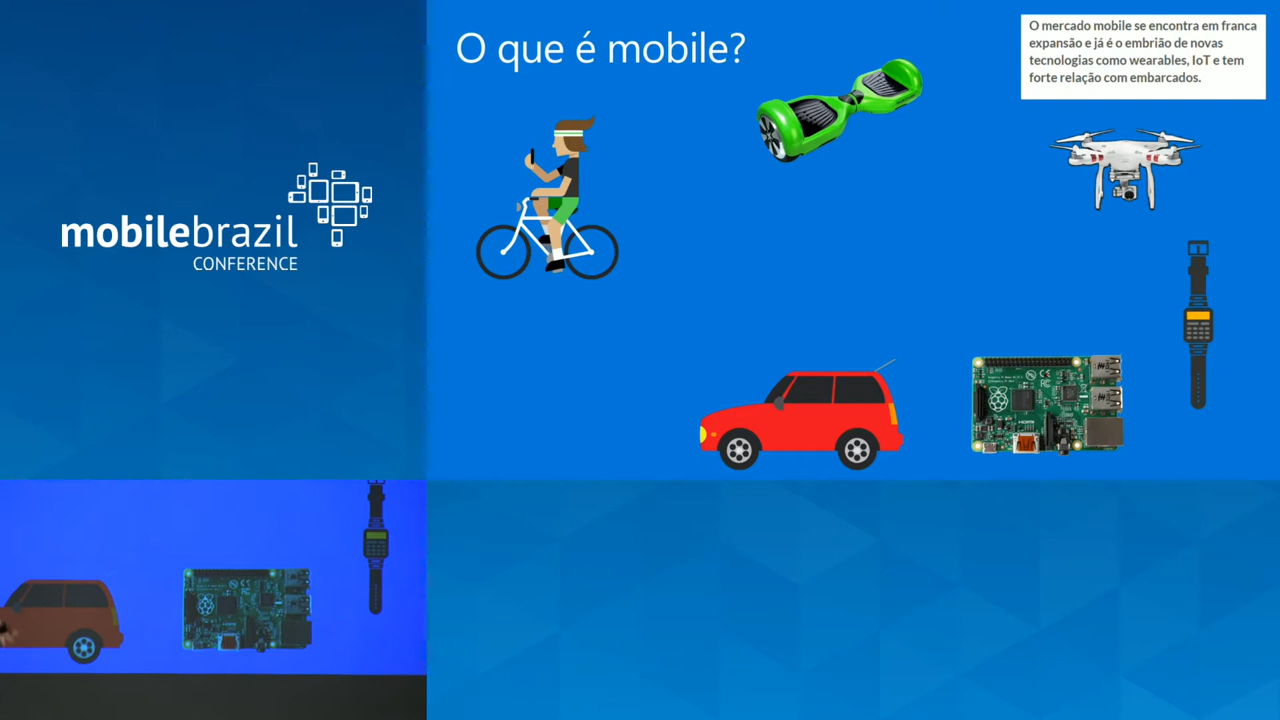 mobilebrazil
CONFERENCE
O que é mobile?
O mercado mobile se encontra em franca
expansão e já é o embrião de novas
tecnologias como wearables, IoT e tem
forte relação com embarcados.